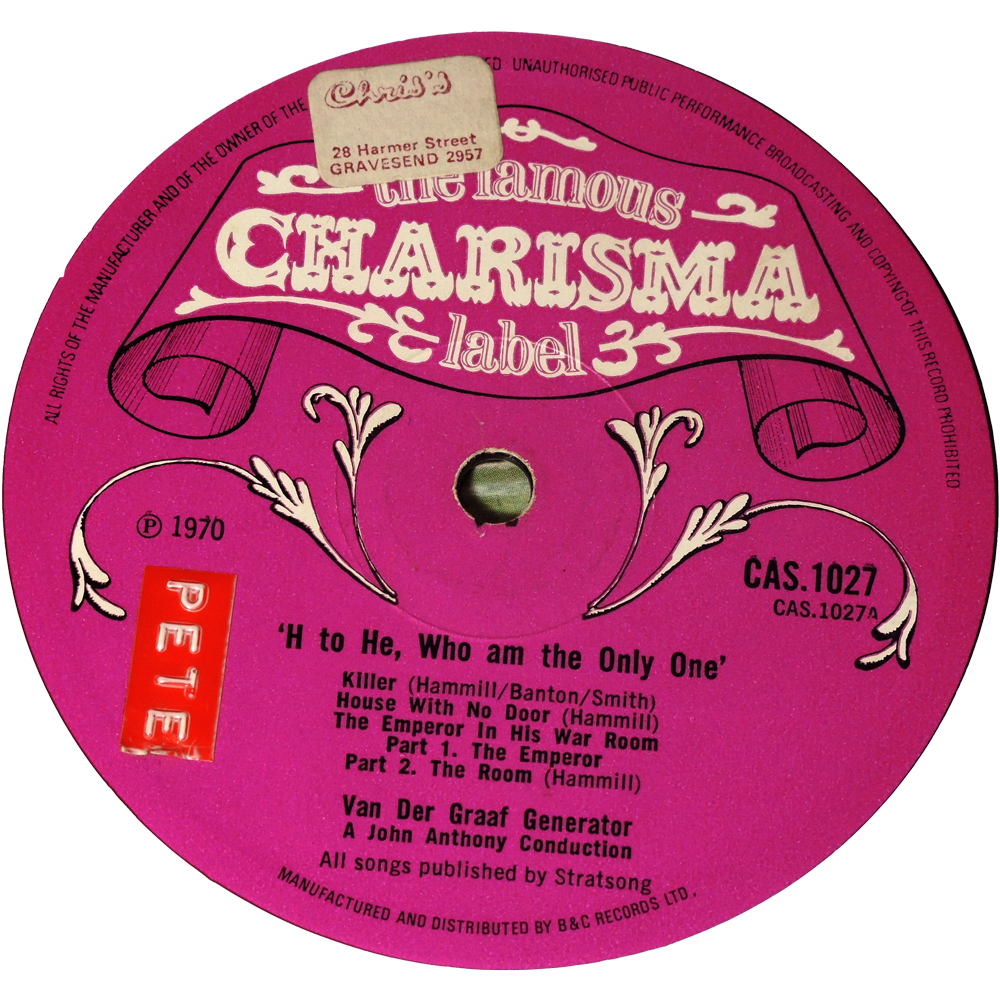 Chris's
28 Harmer Street
GRAVESEND 2957
ALL RIGHTS OF THE MANUFACTURER AND OF THE OWNER OF THE
UNAUTHORISED PUBLIC PERFORMANCE BROADCASTING AND COPYING OF THIS RECORD PROHIBITED
the famous
CHARISMA
label
℗ 1970
CAS.1027
CAS.1027A
PETE
'H to He, Who am the Only One'
Killer (Hammill/Banton/Smith)
House With No Door (Hammill)
The Emperor In His War Room
Part 1. The Emperor
Part 2. The Room (Hammill)
Van Der Graaf Generator
A John Anthony Conduction
All songs published by Stratsong
MANUFACTURED AND DISTRIBUTED BY B&C RECORDS LTD.